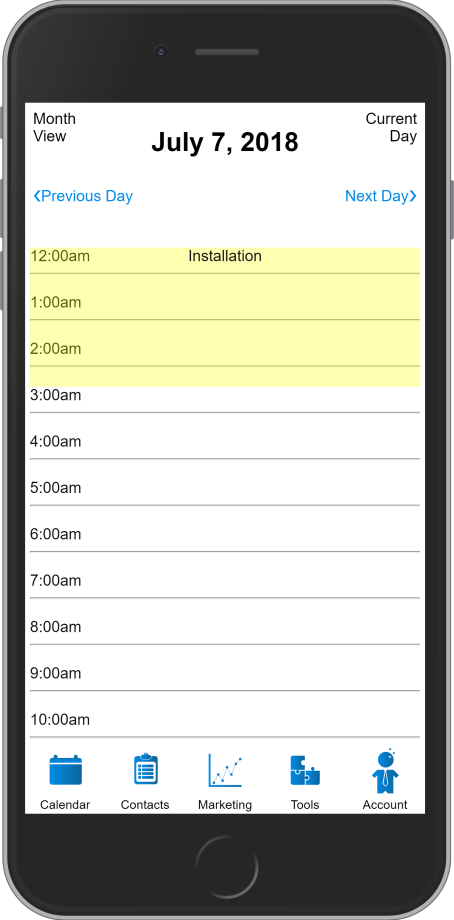 Month
View
Current
Day
July 7, 2018
‹Previous Day
Next Day›
12:00am Installation
1:00am
2:00am
3:00am
4:00am
5:00am
6:00am
7:00am
8:00am
9:00am
10:00am
Calendar Contacts Marketing Tools Account